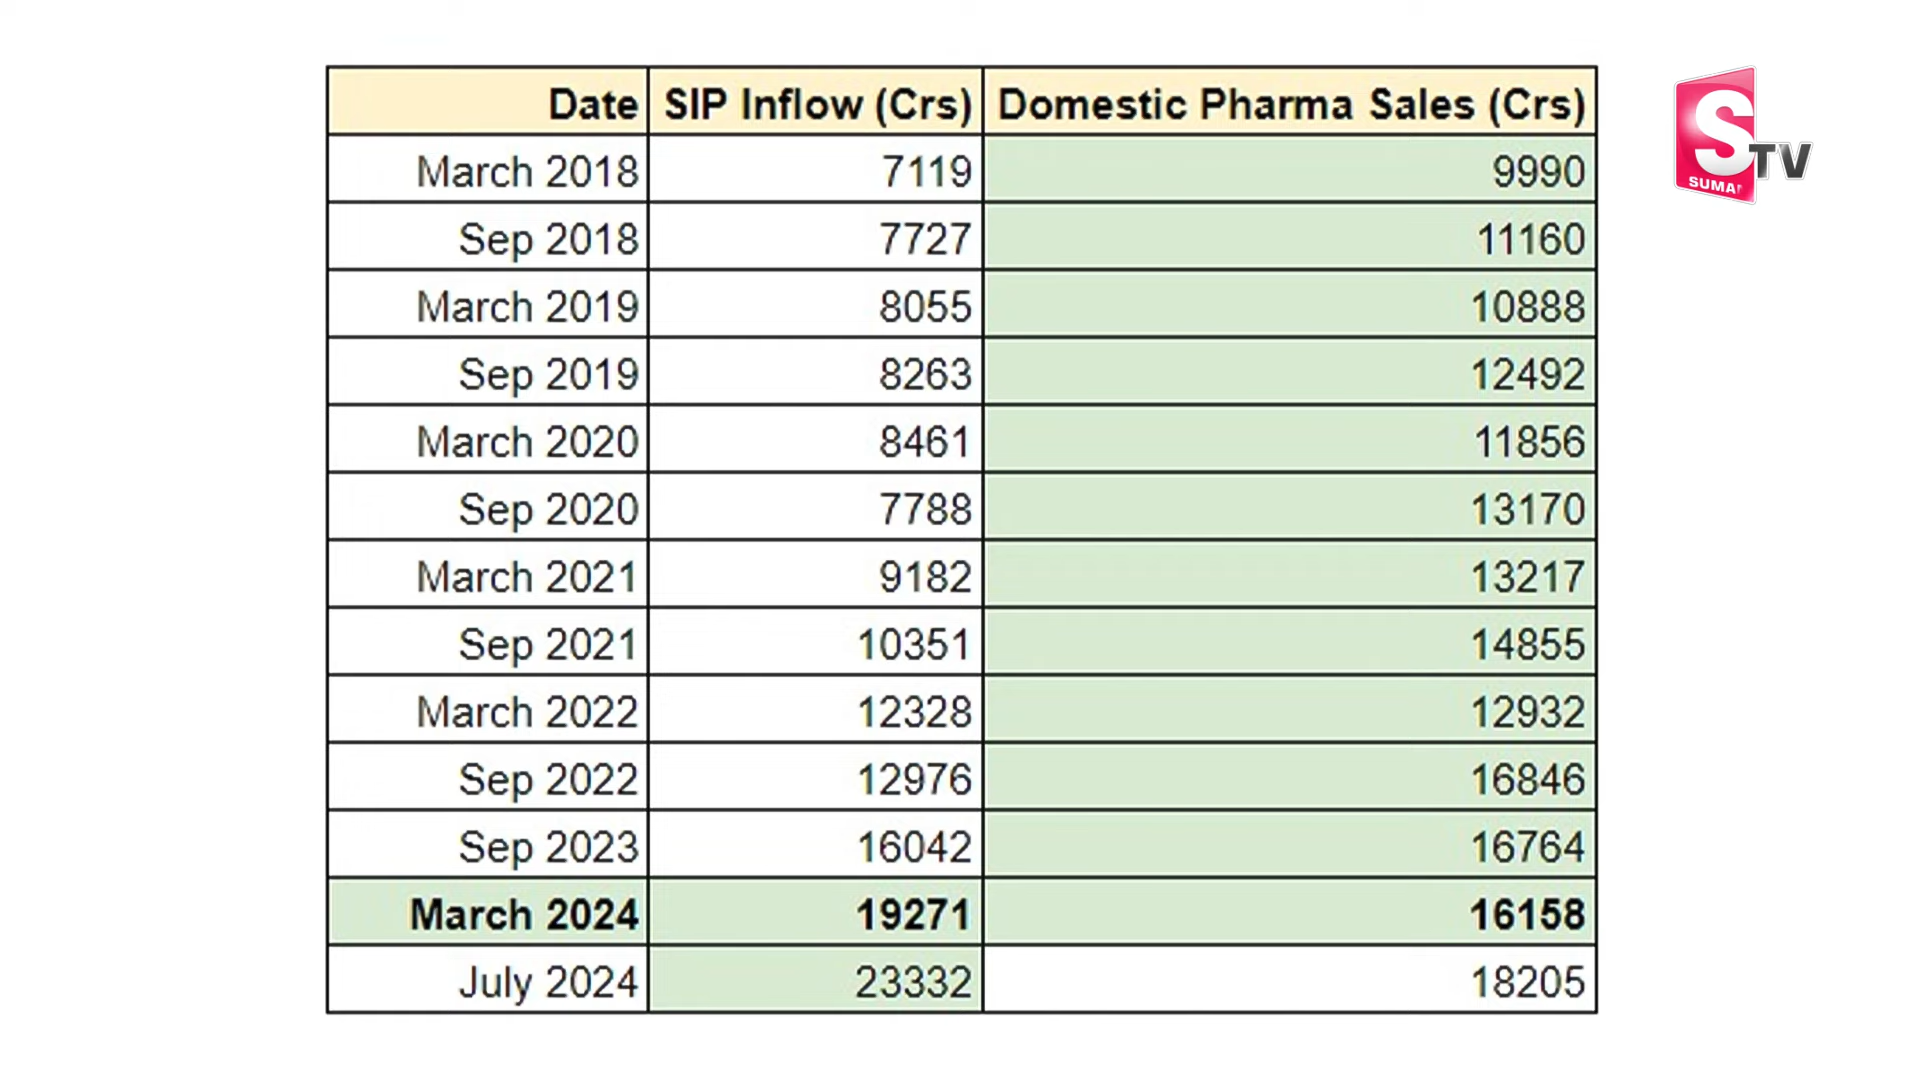 Date SIP Inflow (Crs) Domestic Pharma Sales (Crs)
March 2018 7119 9990
Sep 2018 7727 11160
March 2019 8055 10888
Sep 2019 8263 12492
March 2020 8461 11856
Sep 2020 7788 13170
March 2021 9182 13217
Sep 2021 10351 14855
March 2022 12328 12932
Sep 2022 12976 16846
Sep 2023 16042 16764
March 2024 19271 16158
July 2024 23332 18205
S TV